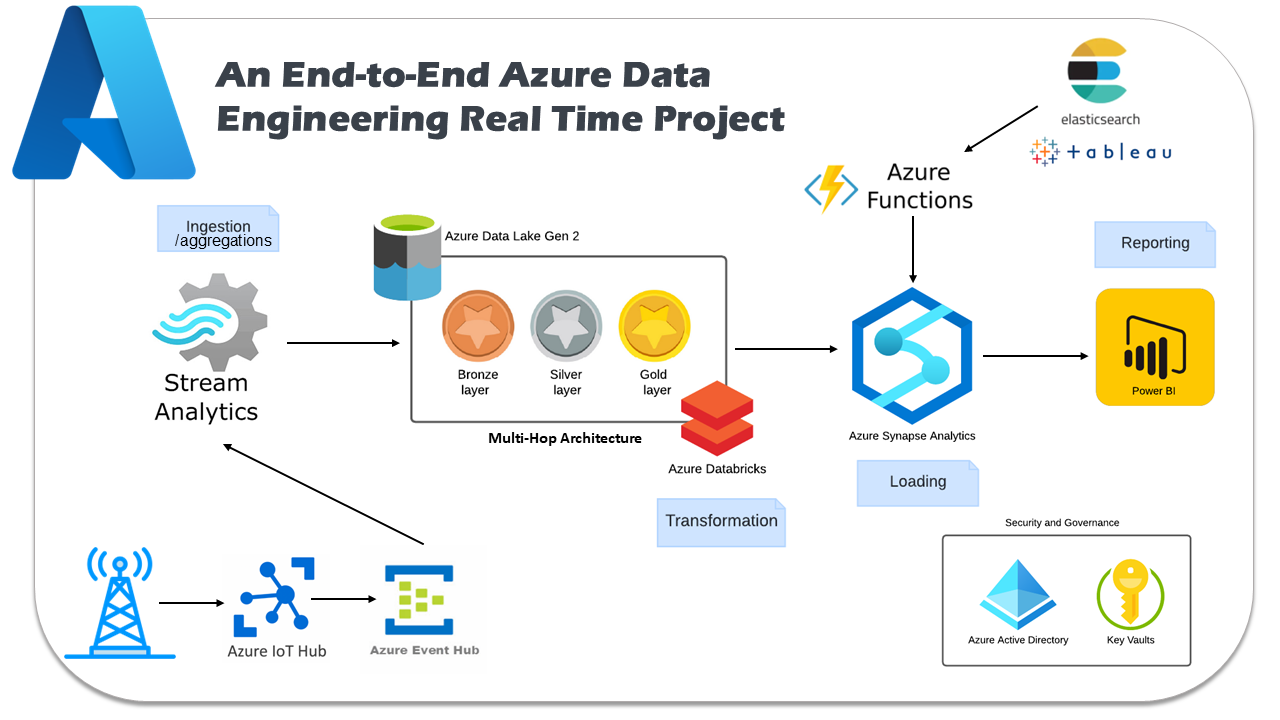 An End-to-End Azure Data
Engineering Real Time Project
elasticsearch
+ableau
Azure
Functions
Ingestion
/aggregations
Azure Data Lake Gen 2
Reporting
Bronze
layer
Silver
layer
Gold
layer
Stream
Analytics
Power BI
Multi-Hop Architecture
Azure Synapse Analytics
Azure Databricks
Loading
Transformation
Security and Governance
Azure IoT Hub
Azure Event Hub
Azure Active Directory
Key Vaults